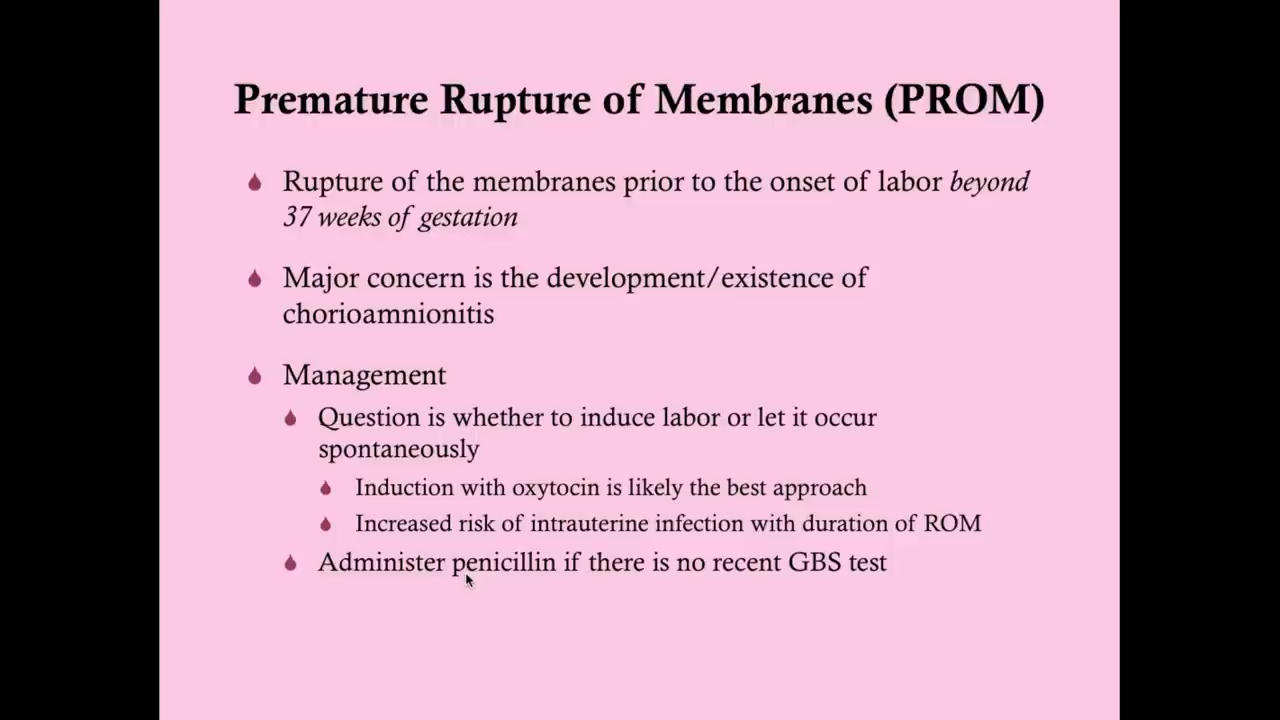 Premature Rupture of Membranes (PROM)
Rupture of the membranes prior to the onset of labor beyond
37 weeks of gestation
Major concern is the development/existence of
chorioamnionitis
Management
Question is whether to induce labor or let it occur
spontaneously
Induction with oxytocin is likely the best approach
Increased risk of intrauterine infection with duration of ROM
Administer penicillin if there is no recent GBS test